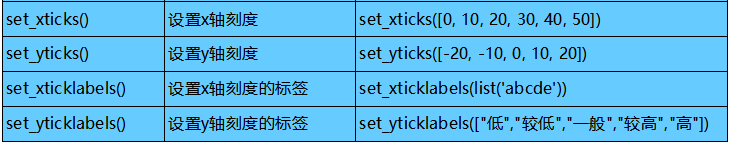 set_xticks() 设置x轴刻度 set_xticks([0, 10, 20, 30, 40, 50])
set_yticks() 设置y轴刻度 set_yticks([-20, -10, 0, 10, 20])
set_xticklabels() 设置x轴刻度的标签 set_xticklabels(list('abcde'))
set_yticklabels() 设置y轴刻度的标签 set_yticklabels(["低","较低","一般","较高","高"])